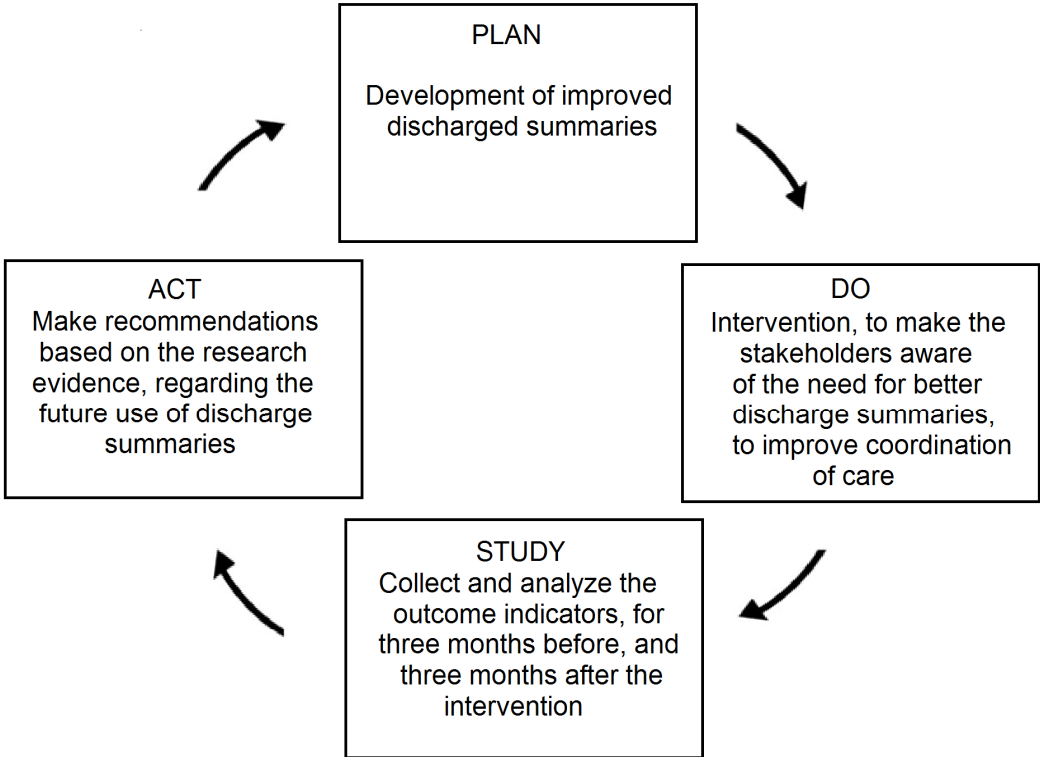 PLAN
Development of improved
discharged summaries
DO
Intervention, to make the
stakeholders aware
of the need for better
discharge summaries,
to improve coordination
of care
STUDY
Collect and analyze the
outcome indicators, for
three months before, and
three months after the
intervention
ACT
Make recommendations
based on the research
evidence, regarding the
future use of discharge
summaries